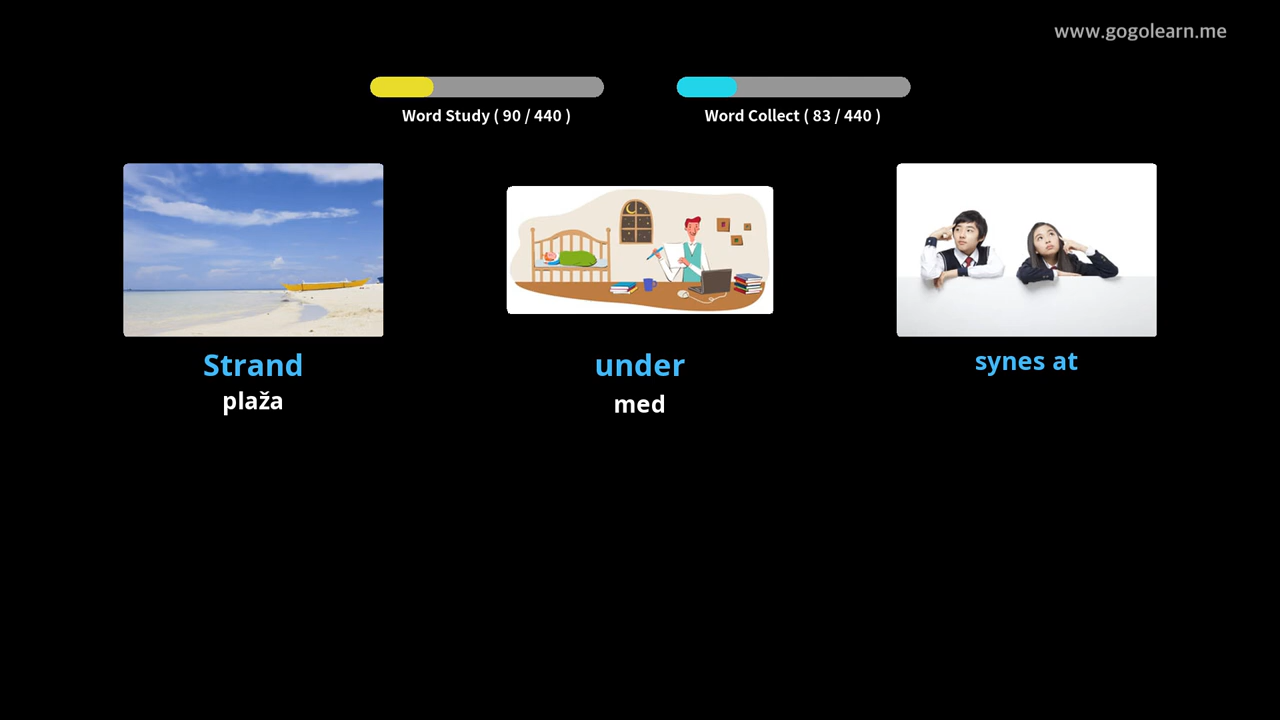 www.gogolearn.me
Word Study ( 90 / 440 )
Word Collect ( 83 / 440 )
Strand
plaža
under
med
synes at